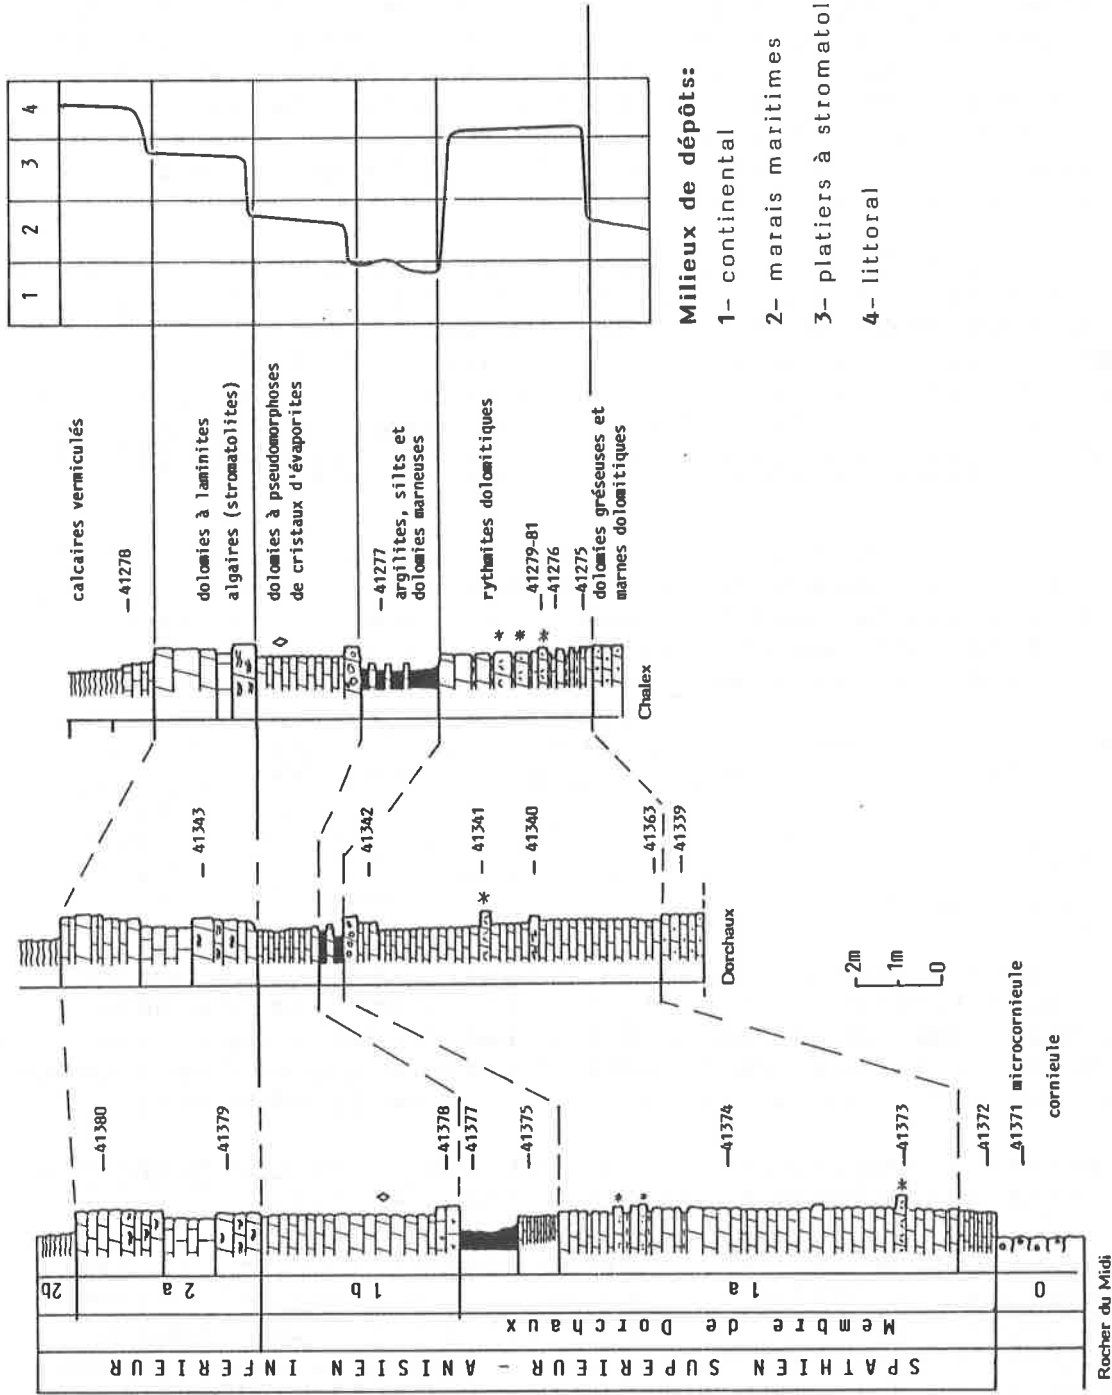 1 2 3 4
calcaires vermiculés
—41278
dolomies à laminites
algaires (stromatolites)
dolomies à pseudomorphoses
de cristaux d'évaporites
—41277
argilites, silts et
dolomies marneuses
rythmites dolomitiques
—41279-81
—41276
—41275
dolomies gréseuses et
marnes dolomitiques
Chalex
Milieux de dépôts:
1- continental
2- marais maritimes
3- platiers à stromatol
4- littoral
— 41343
— 41342
— 41341
— 41340
— 41363
— 41339
Dorchaux
2m
1m
0
—41380
—41379
—41378
—41377
—41375
—41374
—41373
—41372
—41371 microcornieule
cornieule
2b
2a
1b
1a
0
Membre de Dorchaux
SPATHIEN SUPERIEUR - ANISIEN INFERIEUR
Rocher du Midi